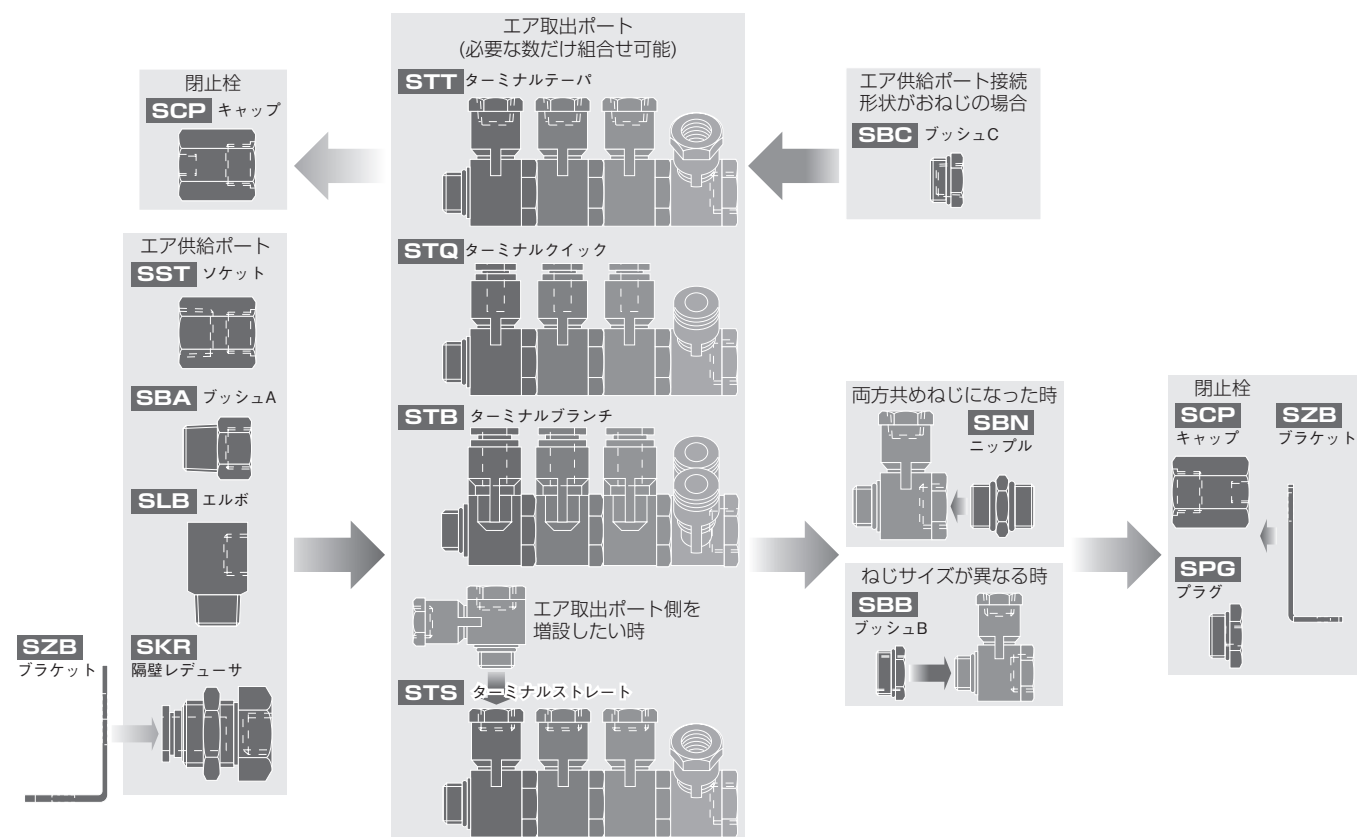 閉止栓
SCP キャップ
エア供給ポート
SST ソケット
SBA ブッシュA
SLB エルボ
SZB
ブラケット
SKR
隔壁レデューサ
エア取出ポート
(必要な数だけ組合せ可能)
STT ターミナルテーパ
STQ ターミナルクイック
STB ターミナルブランチ
エア取出ポート側を
増設したい時
STS ターミナルストレート
エア供給ポート接続
形状がおねじの場合
SBC ブッシュC
両方共めねじになった時
SBN
ニップル
ねじサイズが異なる時
SBB
ブッシュB
閉止栓
SCP
キャップ
SZB
ブラケット
SPG
プラグ